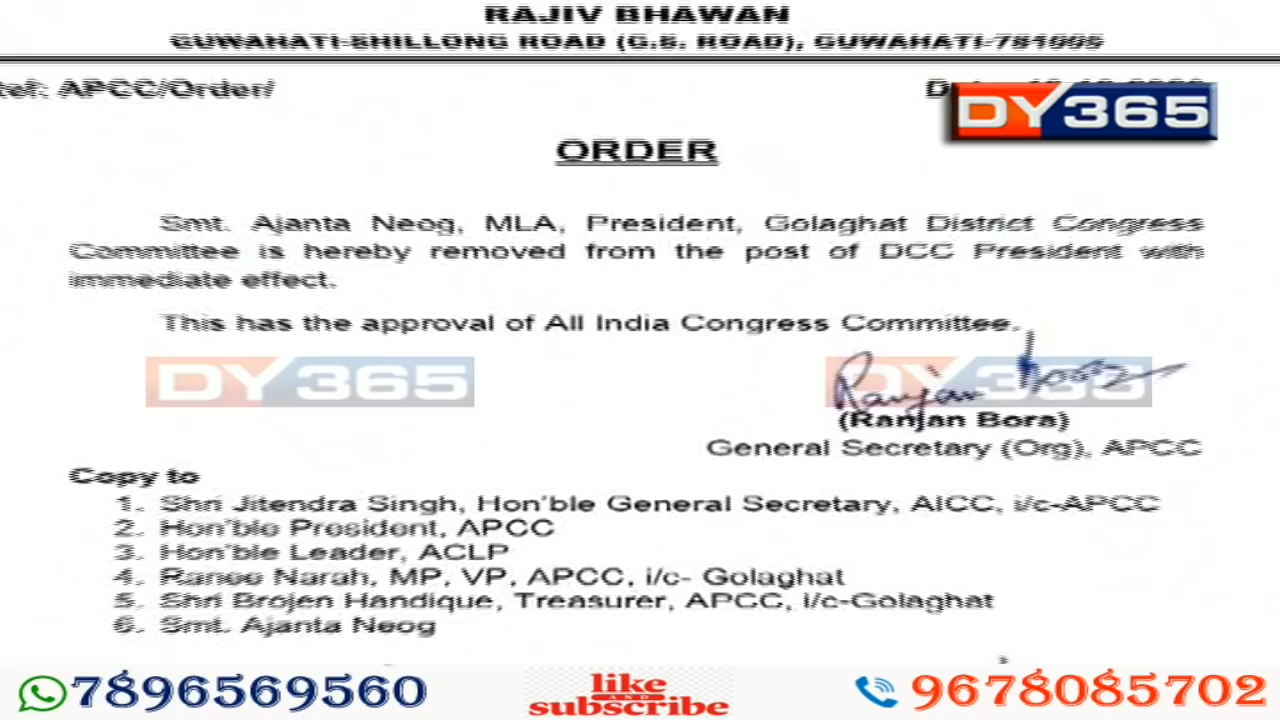 RAJIV BHAWAN
GUWAHATI-SHILLONG ROAD (G.S. ROAD), GUWAHATI-781005
APCC/Order/
DY365
ORDER
Smt. Ajanta Neog, MLA, President, Golaghat District Congress
Committee is hereby removed from the post of DCC President with
immediate effect.
This has the approval of All India Congress Committee.
DY365
DY365
Ranjan Bora
(Ranjan Bora)
General Secretary (Org), APCC
Copy to
1. Shri Jitendra Singh, Hon'ble General Secretary, AICC, i/c-APCC
2. Hon'ble President, APCC
3. Hon'ble Leader, ACLP
4. Ranee Narah, MP, VP, APCC, i/c- Golaghat
5. Shri Brojen Handique, Treasurer, APCC, i/c-Golaghat
6. Smt. Ajanta Neog
7896569560
like
AND
subscribe
9678085702